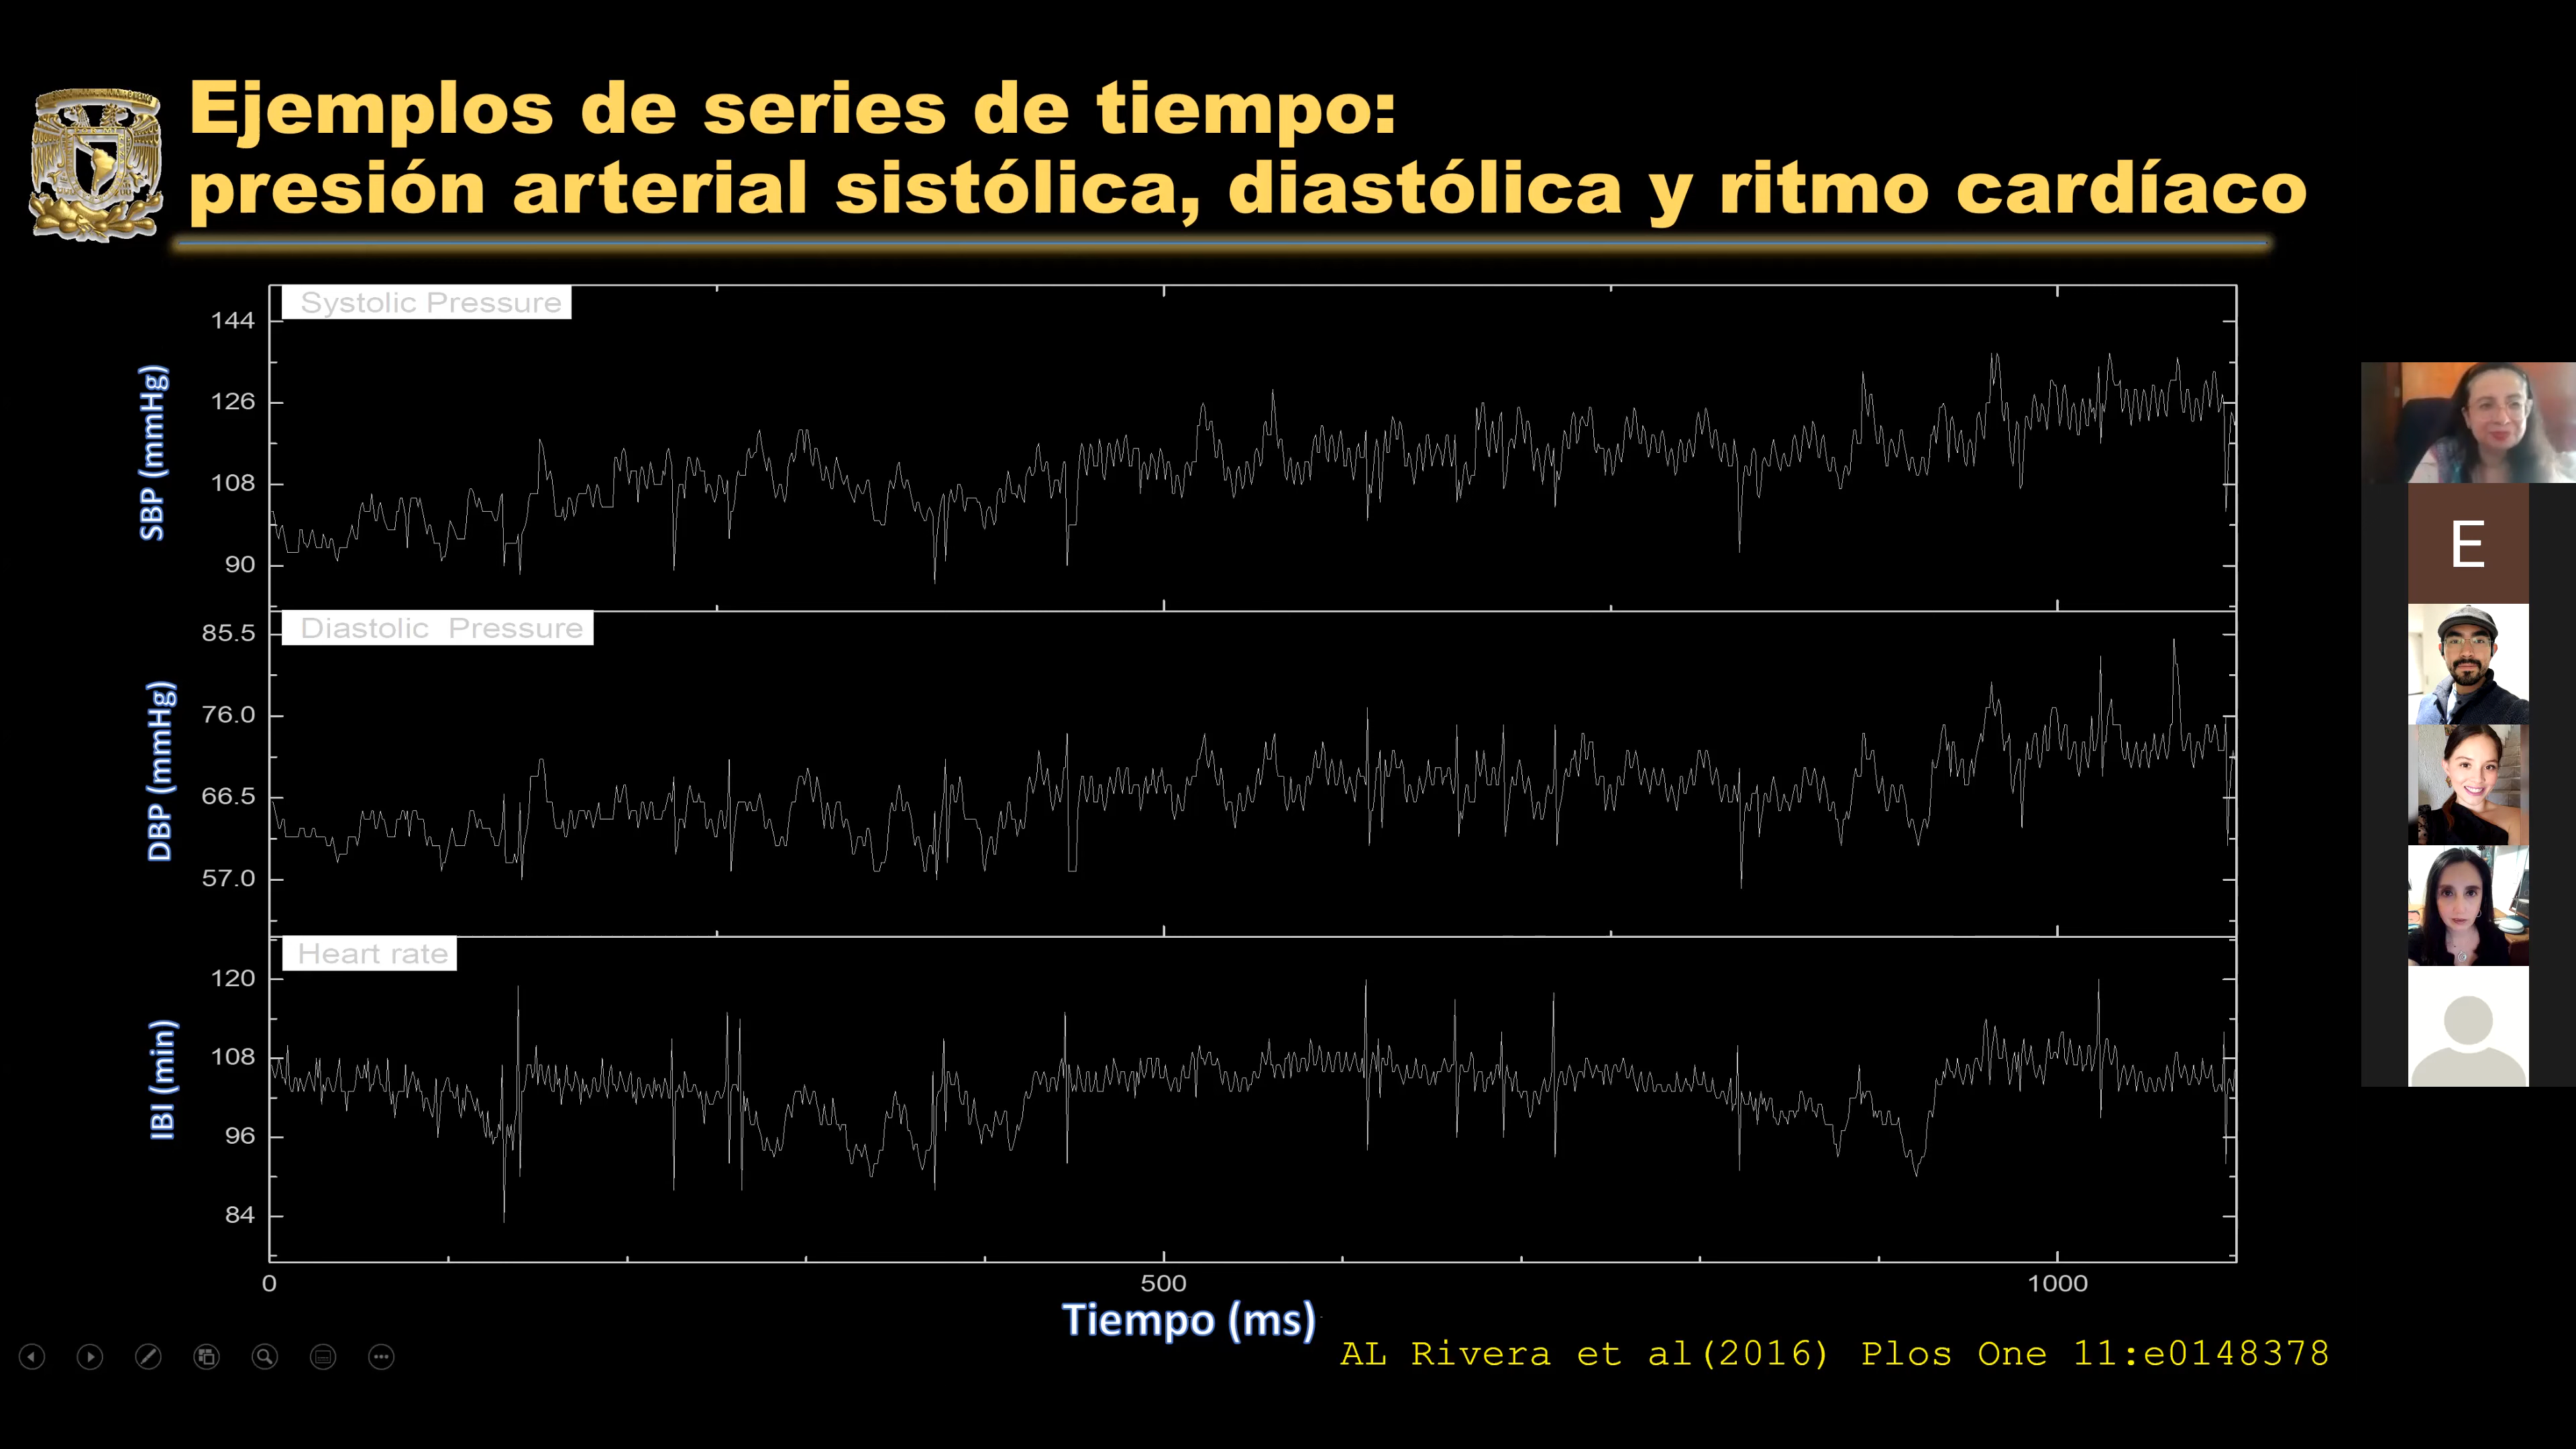 Ejemplos de series de tiempo:
presión arterial sistólica, diastólica y ritmo cardíaco
Systolic Pressure
SBP (mmHg)
144
126
108
90
Diastolic Pressure
DBP (mmHg)
85.5
76.0
66.5
57.0
Heart rate
IBI (min)
120
108
96
84
0
500
1000
Tiempo (ms)
AL Rivera et al(2016) Plos One 11:e0148378
E